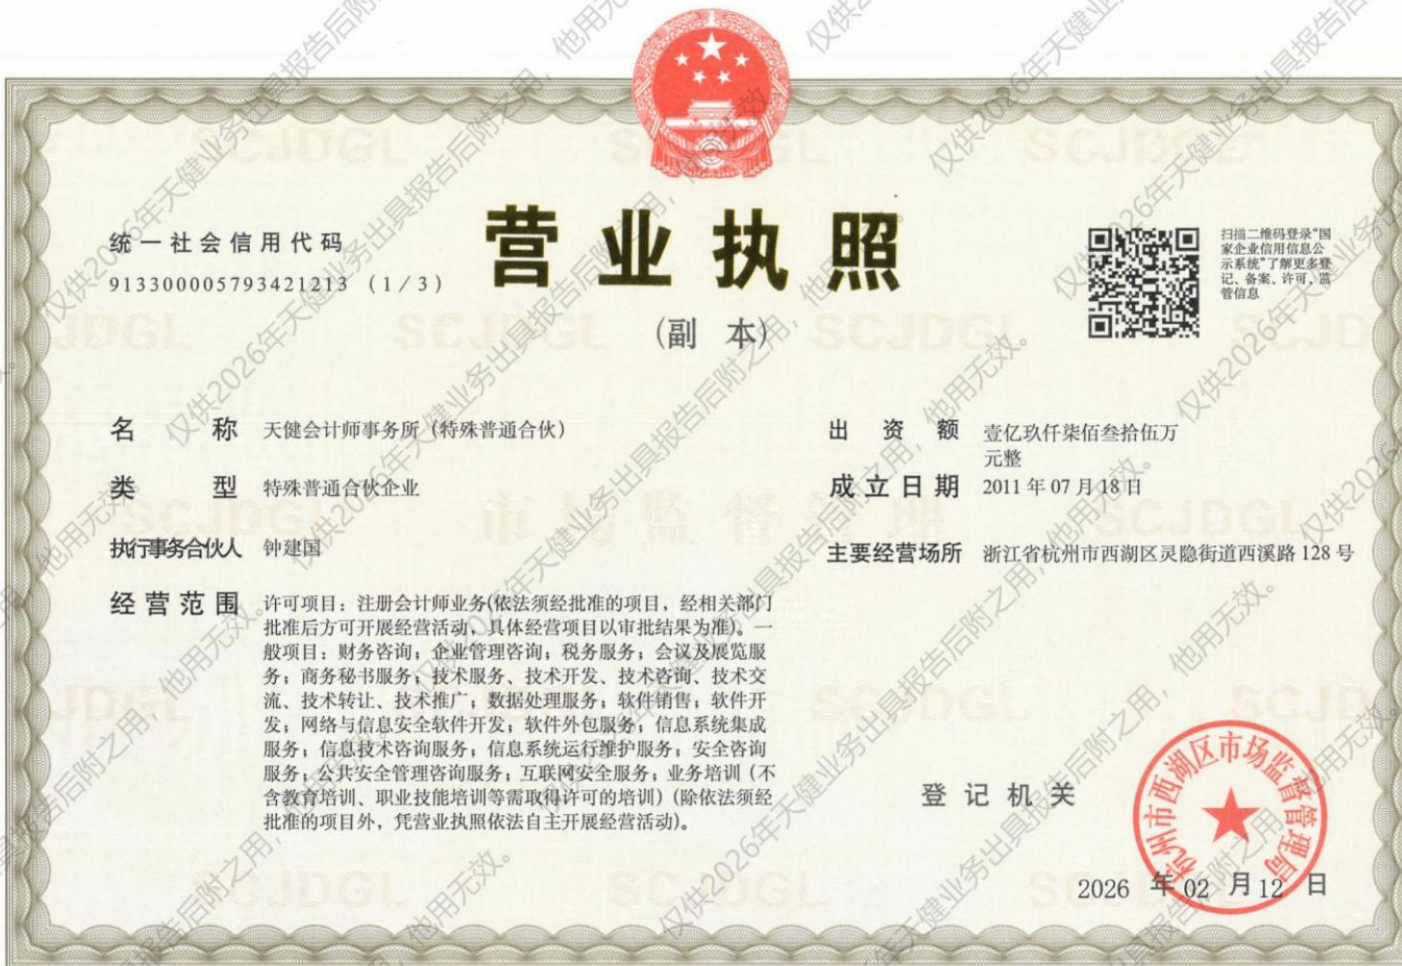 营业执照
(副 本)
统一社会信用代码
913300005793421213 (1/3)
扫描二维码登录“国
家企业信用信息公
示系统”了解更多登
记、备案、许可、监
管信息
名 称 天健会计师事务所（特殊普通合伙）
类 型 特殊普通合伙企业
执行事务合伙人 钟建国
经营范围 许可项目：注册会计师业务(依法须经批准的项目，经相关部门
批准后方可开展经营活动，具体经营项目以审批结果为准)。一
般项目：财务咨询；企业管理咨询；税务服务；会议及展览服
务；商务秘书服务；技术服务、技术开发、技术咨询、技术交
流、技术转让、技术推广；数据处理服务；软件销售；软件开
发；网络与信息安全软件开发；软件外包服务；信息系统集成
服务；信息技术咨询服务；信息系统运行维护服务；安全咨询
服务；公共安全管理咨询服务；互联网安全服务；业务培训（不
含教育培训、职业技能培训等需取得许可的培训）(除依法须经
批准的项目外，凭营业执照依法自主开展经营活动)。
出 资 额 壹亿玖仟柒佰叁拾伍万
元整
成立日期 2011 年 07 月 18 日
主要经营场所 浙江省杭州市西湖区灵隐街道西溪路 128 号
登记机关
杭州市西湖区市场监督管理局
2026 年 02 月 12 日
仅供2026年天健业务出具报告后附之用，他用无效。
SCJDGL
市场监督管理